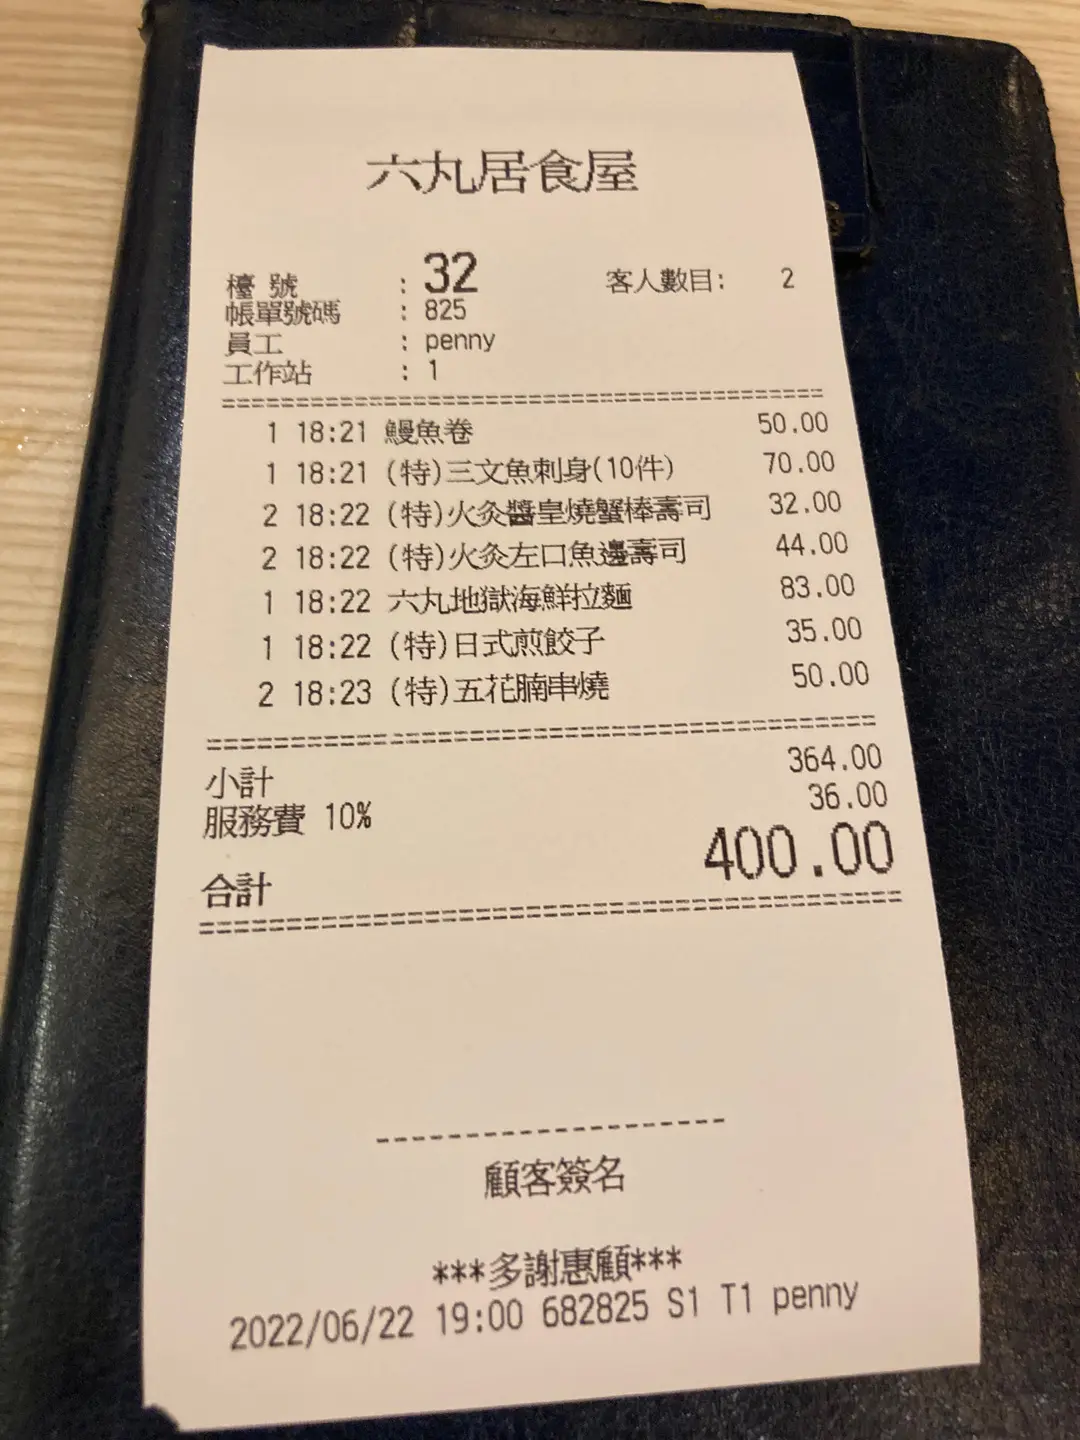 六丸居食屋
檯 號 : 32 客人數目: 2
帳單號碼 : 825
員工 : penny
工作站 : 1
1 18:21 鰻魚卷 50.00
1 18:21 (特)三文魚刺身(10件) 70.00
2 18:22 (特)火灸醬皇燒蟹棒壽司 32.00
2 18:22 (特)火灸左口魚邊壽司 44.00
1 18:22 六丸地獄海鮮拉麵 83.00
1 18:22 (特)日式煎餃子 35.00
2 18:23 (特)五花腩串燒 50.00
小計 364.00
服務費 10% 36.00
合計 400.00
顧客簽名
***多謝惠顧***
2022/06/22 19:00 682825 S1 T1 penny